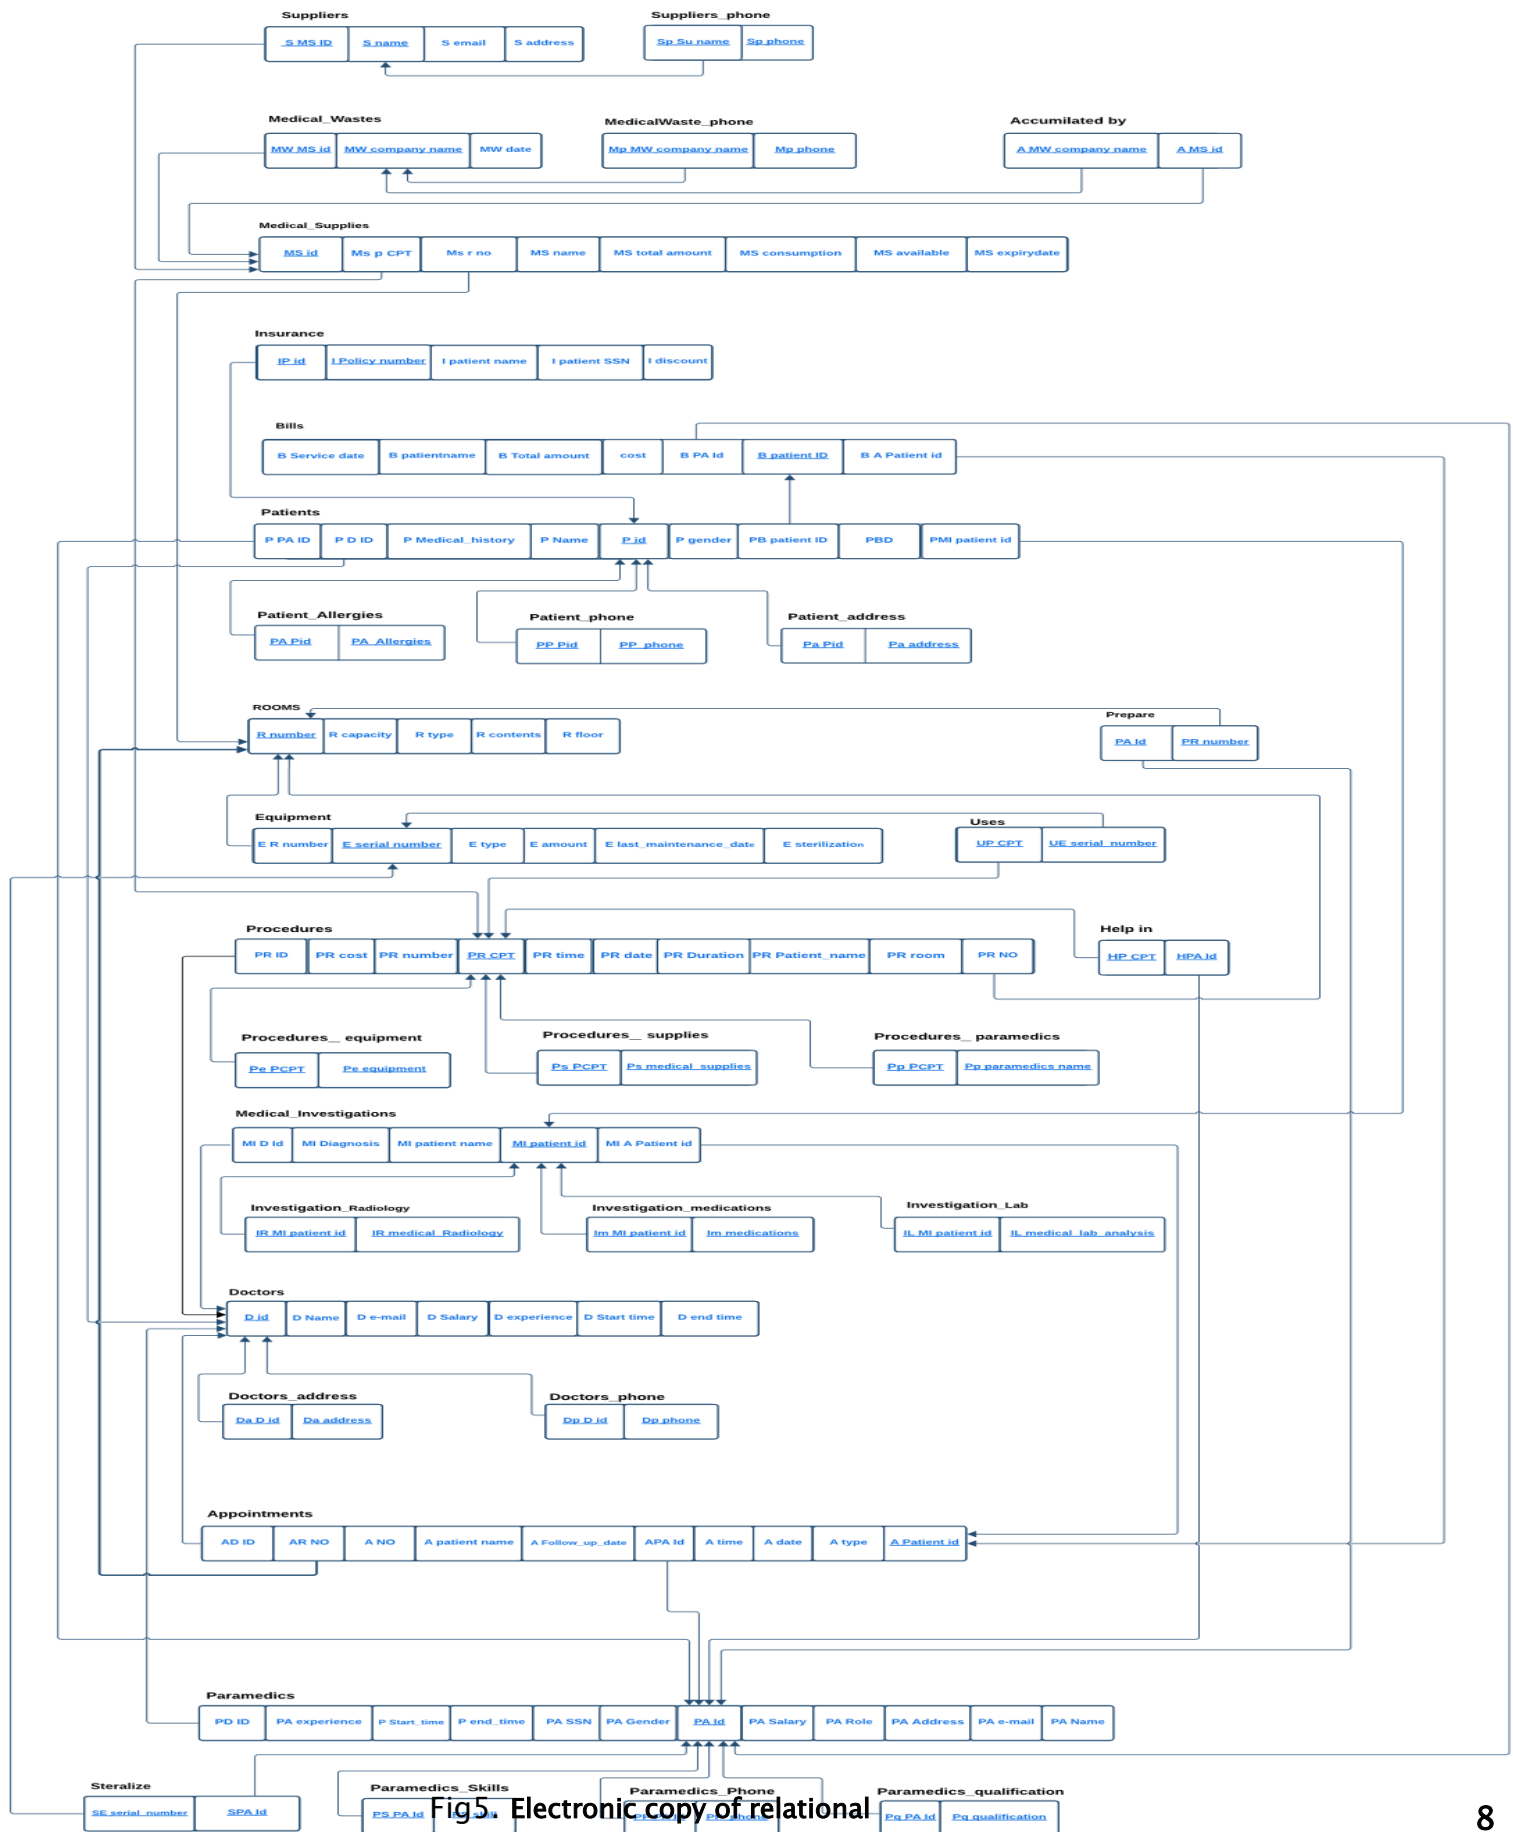 Suppliers Suppliers_phone
S MS ID S name S email S address Sp Su name Sp phone
Medical_Wastes MedicalWaste_phone Accumilated by
MW MS id MW company name MW date Mp MW company name Mp phone A MW company name A MS id
Medical_Supplies
MS id Ms p CPT Ms r no MS name MS total amount MS consumption MS available MS expirydate
Insurance
IP id I Policy number I patient name I patient SSN I discount
Bills
B Service date B patientname B Total amount cost B PA Id B patient ID B A Patient id
Patients
P PA ID P D ID P Medical_history P Name P id P gender PB patient ID PBD PMI patient id
Patient_Allergies Patient_phone Patient_address
PA Pid PA_Allergies PP Pid PP_phone Pa Pid Pa address
ROOMS Prepare
R number R capacity R type R contents R floor PA Id PR number
Equipment Uses
E R number E serial number E type E amount E last_maintenance_date E sterilization UP CPT UE serial_number
Procedures Help in
PR ID PR cost PR number PR CPT PR time PR date PR Duration PR Patient_name PR room PR NO HP CPT HPA Id
Procedures_ equipment Procedures_ supplies Procedures_ paramedics
Pe PCPT Pe equipment Ps PCPT Ps medical_supplies Pp PCPT Pp paramedics name
Medical_Investigations
MI D Id MI Diagnosis MI patient name MI patient id MI A Patient id
Investigation_Radiology Investigation_medications Investigation_Lab
IR MI patient id IR medical_Radiology Im MI patient id Im medications IL MI patient id IL medical_lab_analysis
Doctors
D id D Name D e-mail D Salary D experience D Start time D end time
Doctors_address Doctors_phone
Da D id Da address Dp D id Dp phone
Appointments
AD ID AR NO A NO A patient name A Follow_up_date APA Id A time A date A type A Patient id
Paramedics
PD ID PA experience P Start_time P end_time PA SSN PA Gender PA Id PA Salary PA Role PA Address PA e-mail PA Name
Steralize Paramedics_Skills Paramedics_Phone Paramedics_qualification
SE serial_number SPA Id PS PA Id Pq PA Id Pq qualification
Fig5. Electronic copy of relational 8